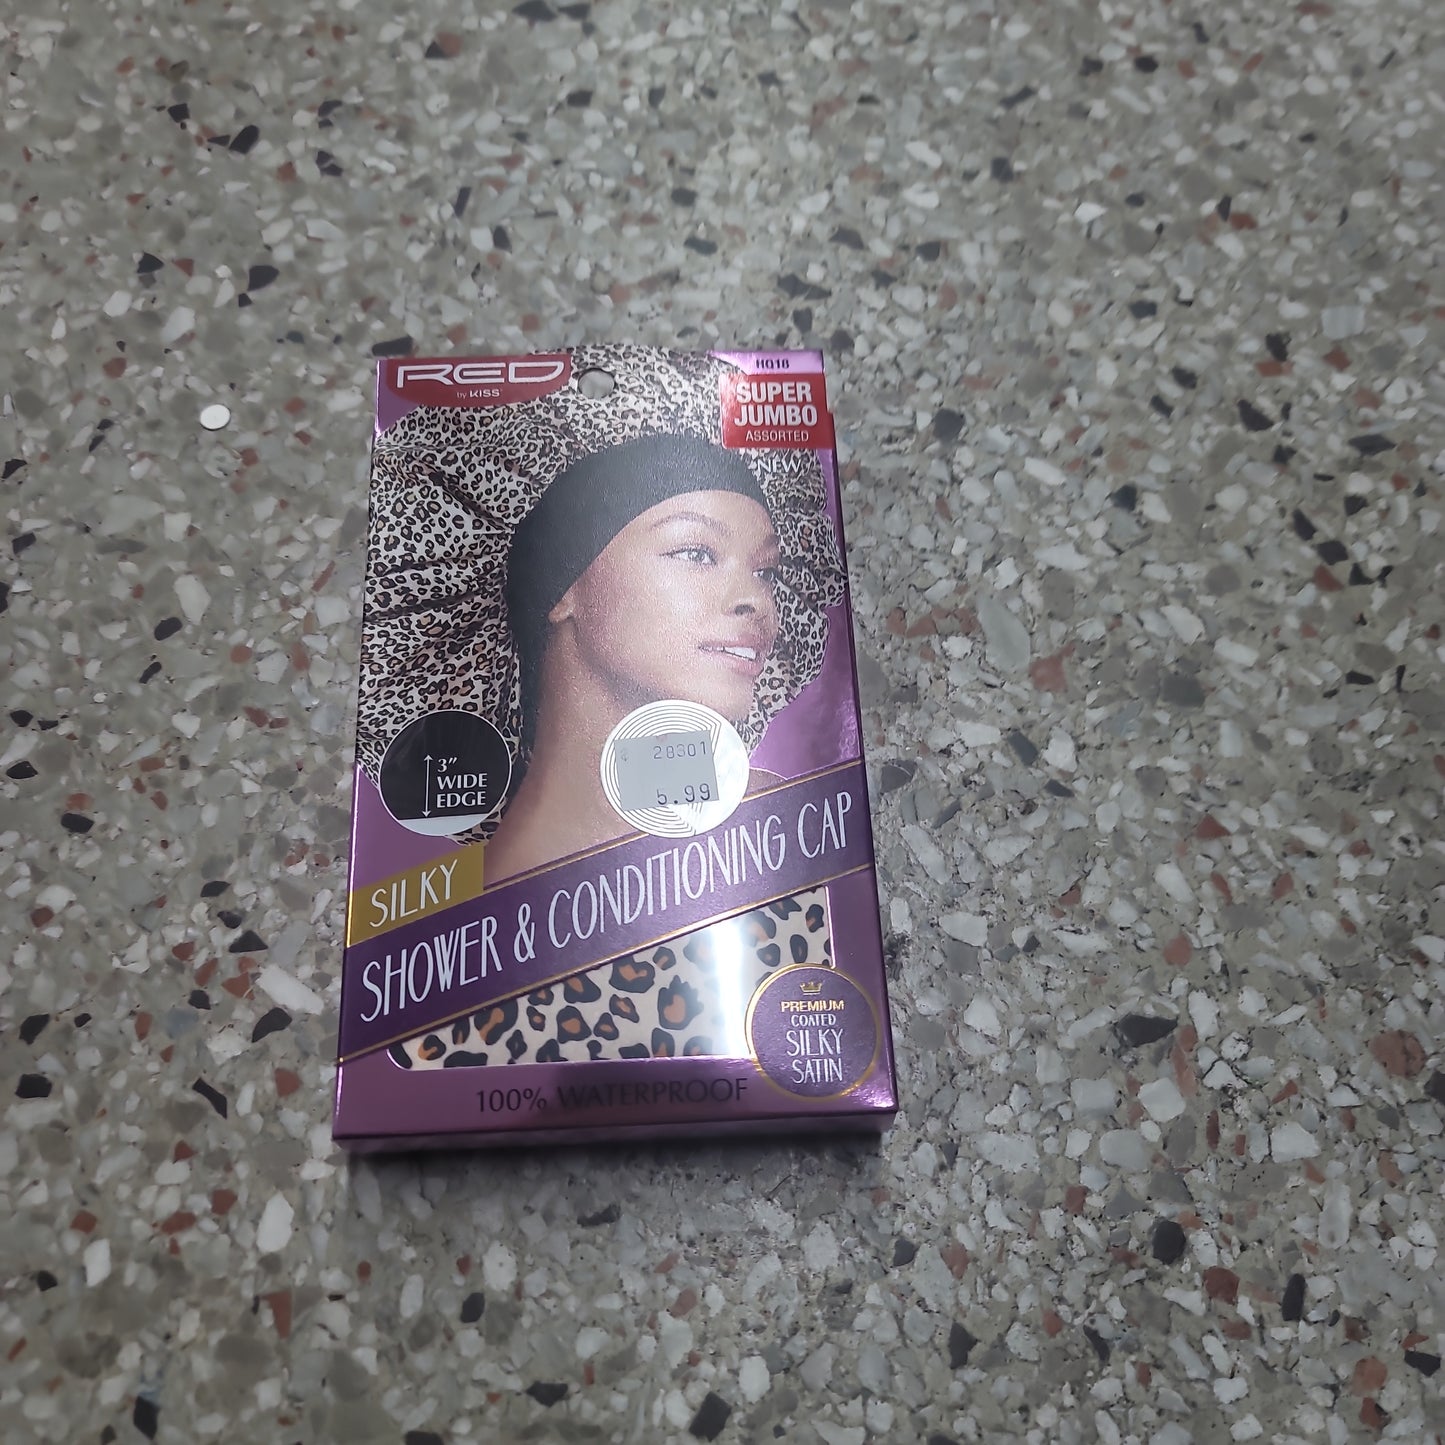 RED
by KISS
HQ18
SUPER
JUMBO
ASSORTED
NEW
3"
WIDE
EDGE
28301
5.99
SILKY
SHOWER & CONDITIONING CAP
PREMIUM
COATED
SILKY
SATIN
100% WATERPROOF